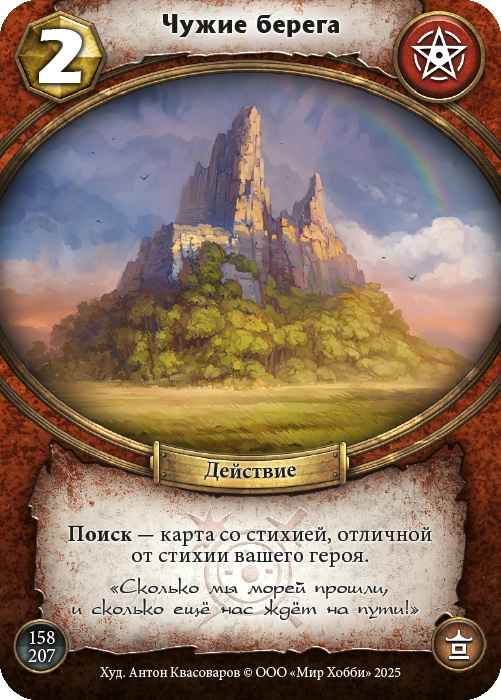 Чужие берега
2
Действие
Поиск — карта со стихией, отличной
от стихии вашего героя.
«Сколько мы морей прошли,
и сколько ещё нас ждёт на пути!»
158
207
Худ. Антон Квасоваров © ООО «Мир Хобби» 2025